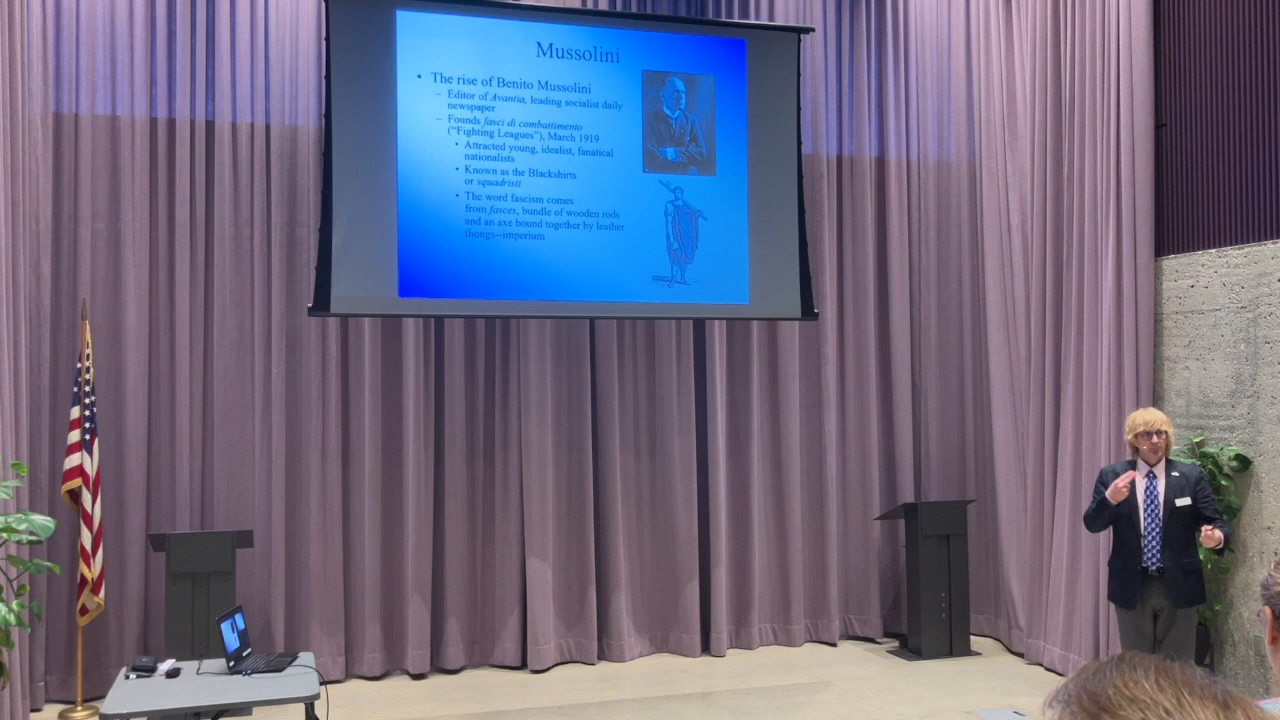 Mussolini
• The rise of Benito Mussolini
– Editor of Avantia, leading socialist daily
newspaper
– Founds fasci di combattimento
("Fighting Leagues"), March 1919
• Attracted young, idealist, fanatical
nationalists
• Known as the Blackshirts
or squadristi
• The word fascism comes
from fasces, bundle of wooden rods
and an axe bound together by leather
thongs--imperium